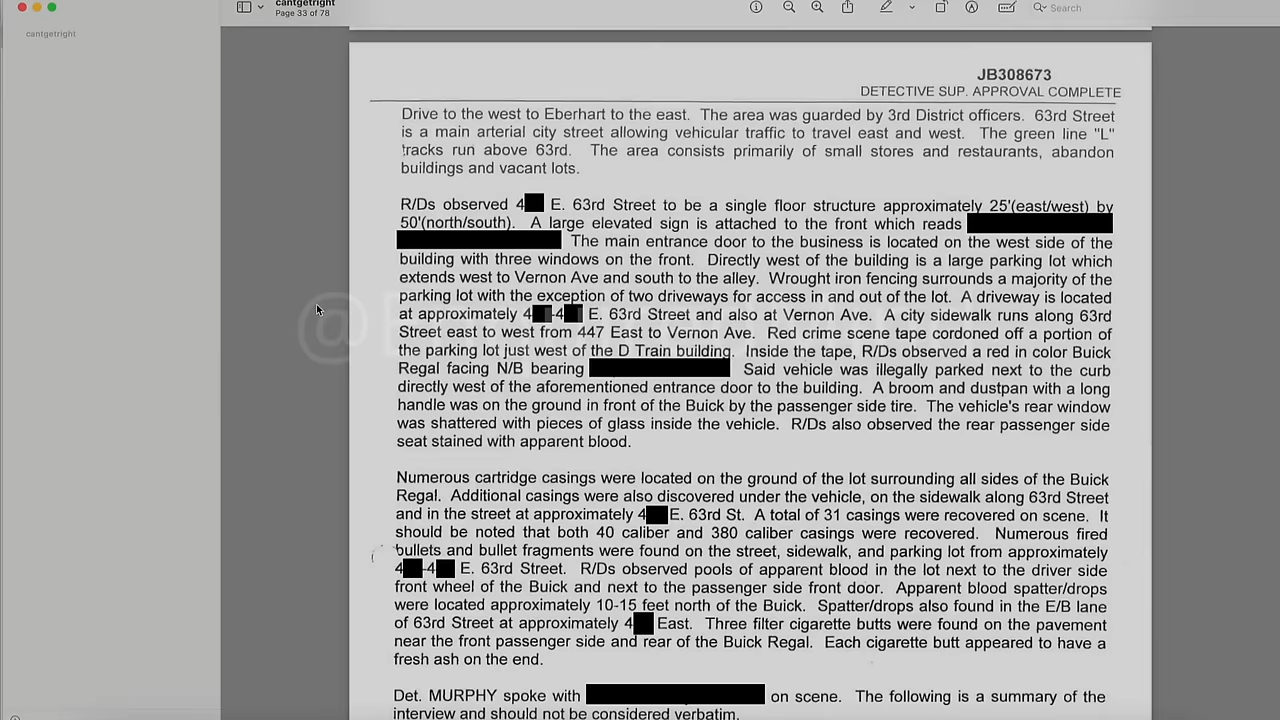 cantgetright
Page 33 of 78
Search
cantgetright
JB308673
DETECTIVE SUP. APPROVAL COMPLETE
Drive to the west to Eberhart to the east. The area was guarded by 3rd District officers. 63rd Street
is a main arterial city street allowing vehicular traffic to travel east and west. The green line "L"
tracks run above 63rd. The area consists primarily of small stores and restaurants, abandon
buildings and vacant lots.
R/Ds observed 4 E. 63rd Street to be a single floor structure approximately 25'(east/west) by
50'(north/south). A large elevated sign is attached to the front which reads
The main entrance door to the business is located on the west side of the
building with three windows on the front. Directly west of the building is a large parking lot which
extends west to Vernon Ave and south to the alley. Wrought iron fencing surrounds a majority of the
parking lot with the exception of two driveways for access in and out of the lot. A driveway is located
at approximately 4 -4 E. 63rd Street and also at Vernon Ave. A city sidewalk runs along 63rd
Street east to west from 447 East to Vernon Ave. Red crime scene tape cordoned off a portion of
the parking lot just west of the D Train building. Inside the tape, R/Ds observed a red in color Buick
Regal facing N/B bearing Said vehicle was illegally parked next to the curb
directly west of the aforementioned entrance door to the building. A broom and dustpan with a long
handle was on the ground in front of the Buick by the passenger side tire. The vehicle's rear window
was shattered with pieces of glass inside the vehicle. R/Ds also observed the rear passenger side
seat stained with apparent blood.
Numerous cartridge casings were located on the ground of the lot surrounding all sides of the Buick
Regal. Additional casings were also discovered under the vehicle, on the sidewalk along 63rd Street
and in the street at approximately 4 E. 63rd St. A total of 31 casings were recovered on scene. It
should be noted that both 40 caliber and 380 caliber casings were recovered. Numerous fired
bullets and bullet fragments were found on the street, sidewalk, and parking lot from approximately
4 -4 E. 63rd Street. R/Ds observed pools of apparent blood in the lot next to the driver side
front wheel of the Buick and next to the passenger side front door. Apparent blood spatter/drops
were located approximately 10-15 feet north of the Buick. Spatter/drops also found in the E/B lane
of 63rd Street at approximately 4 East. Three filter cigarette butts were found on the pavement
near the front passenger side and rear of the Buick Regal. Each cigarette butt appeared to have a
fresh ash on the end.
Det. MURPHY spoke with on scene. The following is a summary of the
interview and should not be considered verbatim.